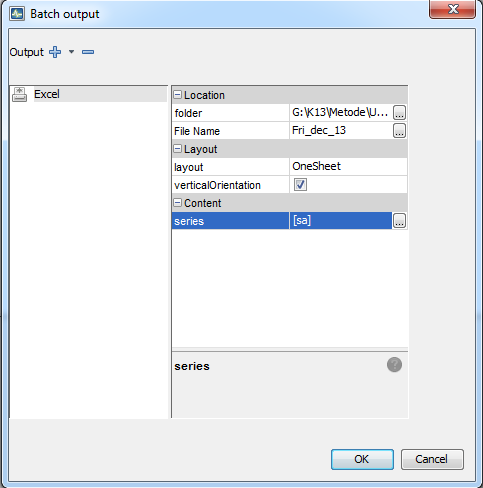 Batch output
Output
Excel
Location
folder G:\K13\Metode\U... ...
File Name Fri_dec_13 ...
Layout
layout OneSheet
verticalOrientation
Content
series [sa] ...
series ?
OK Cancel